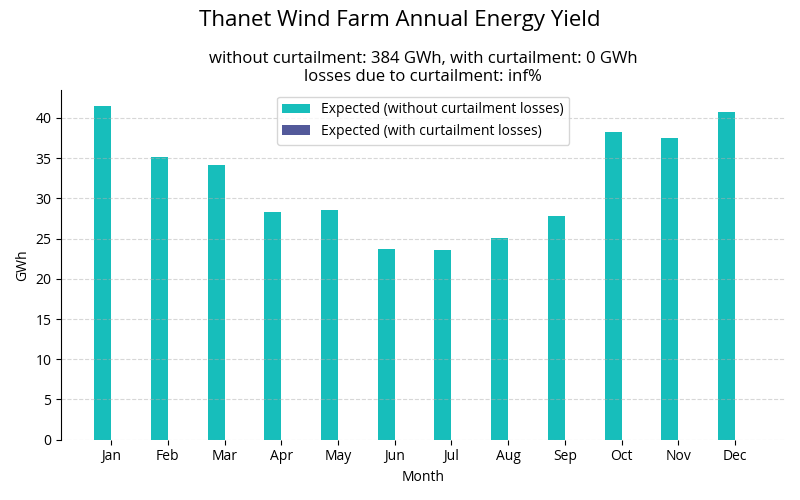 Thanet Wind Farm Annual Energy Yield
without curtailment: 384 GWh, with curtailment: 0 GWh
losses due to curtailment: inf%
Expected (without curtailment losses)
Expected (with curtailment losses)
GWh
40
35
30
25
20
15
10
5
0
Jan Feb Mar Apr May Jun Jul Aug Sep Oct Nov Dec
Month